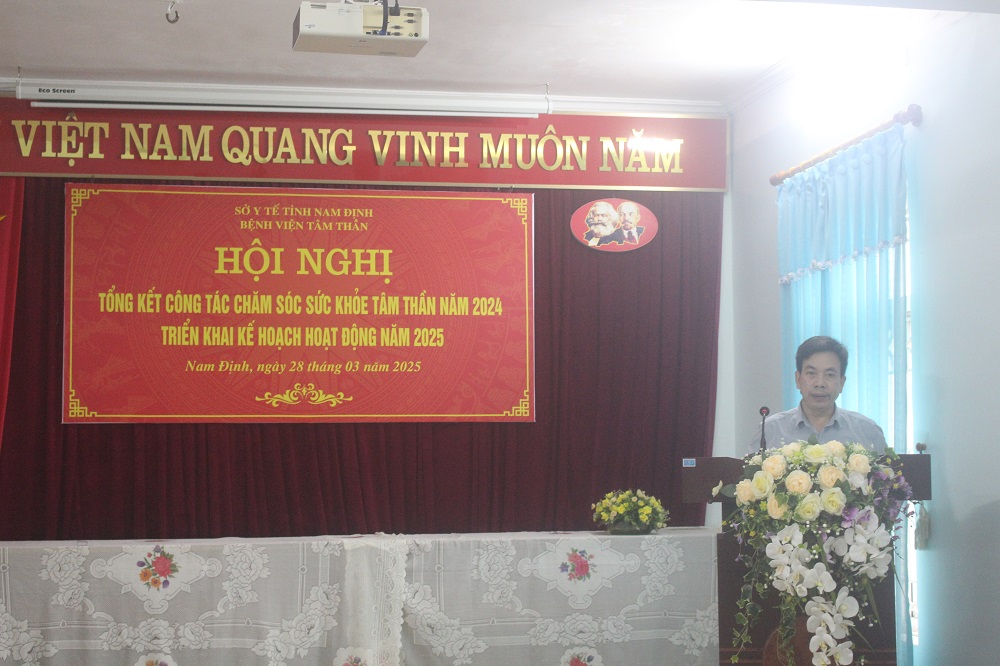 Eco Screen
VIỆT NAM QUANG VINH MUÔN NĂM
SỞ Y TẾ TỈNH NAM ĐỊNH
BỆNH VIỆN TÂM THẦN
HỘI NGHỊ
TỔNG KẾT CÔNG TÁC CHĂM SÓC SỨC KHỎE TÂM THẦN NĂM 2024
TRIỂN KHAI KẾ HOẠCH HOẠT ĐỘNG NĂM 2025
Nam Định, ngày 28 tháng 03 năm 2025